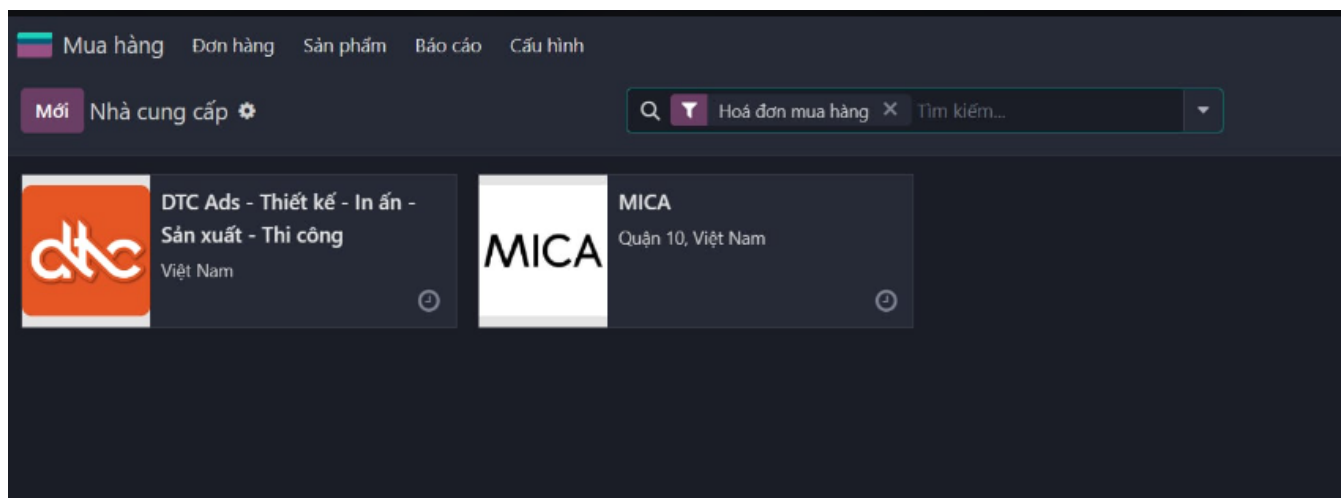 Mua hàng Đơn hàng Sản phẩm Báo cáo Cấu hình
Mới Nhà cung cấp Hoá đơn mua hàng Tìm kiếm...
dtc
DTC Ads - Thiết kế - In ấn -
Sản xuất - Thi công
Việt Nam
MICA
MICA
Quận 10, Việt Nam